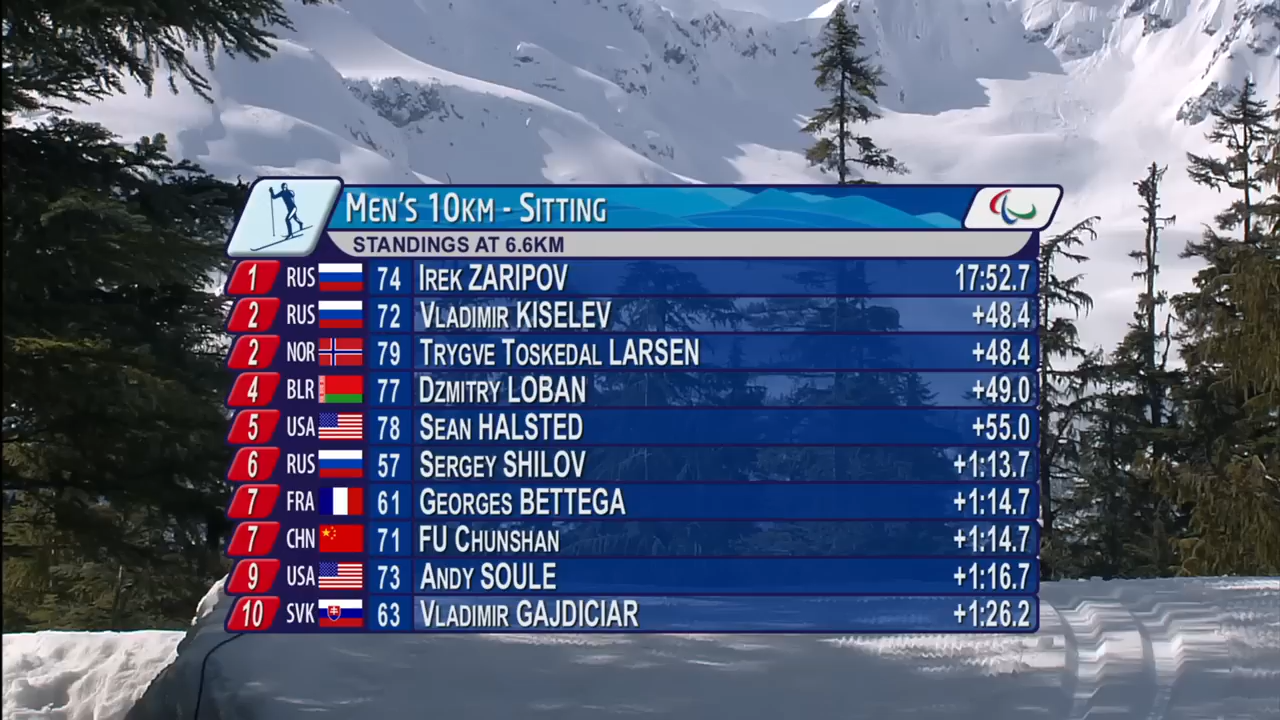 Men's 10km - Sitting
STANDINGS AT 6.6KM
1 RUS 74 Irek ZARIPOV 17:52.7
2 RUS 72 Vladimir KISELEV +48.4
2 NOR 79 Trygve Toskedal LARSEN +48.4
4 BLR 77 Dzmitry LOBAN +49.0
5 USA 78 Sean HALSTED +55.0
6 RUS 57 Sergey SHILOV +1:13.7
7 FRA 61 Georges BETTEGA +1:14.7
7 CHN 71 FU Chunshan +1:14.7
9 USA 73 Andy SOULE +1:16.7
10 SVK 63 Vladimir GAJDICIAR +1:26.2